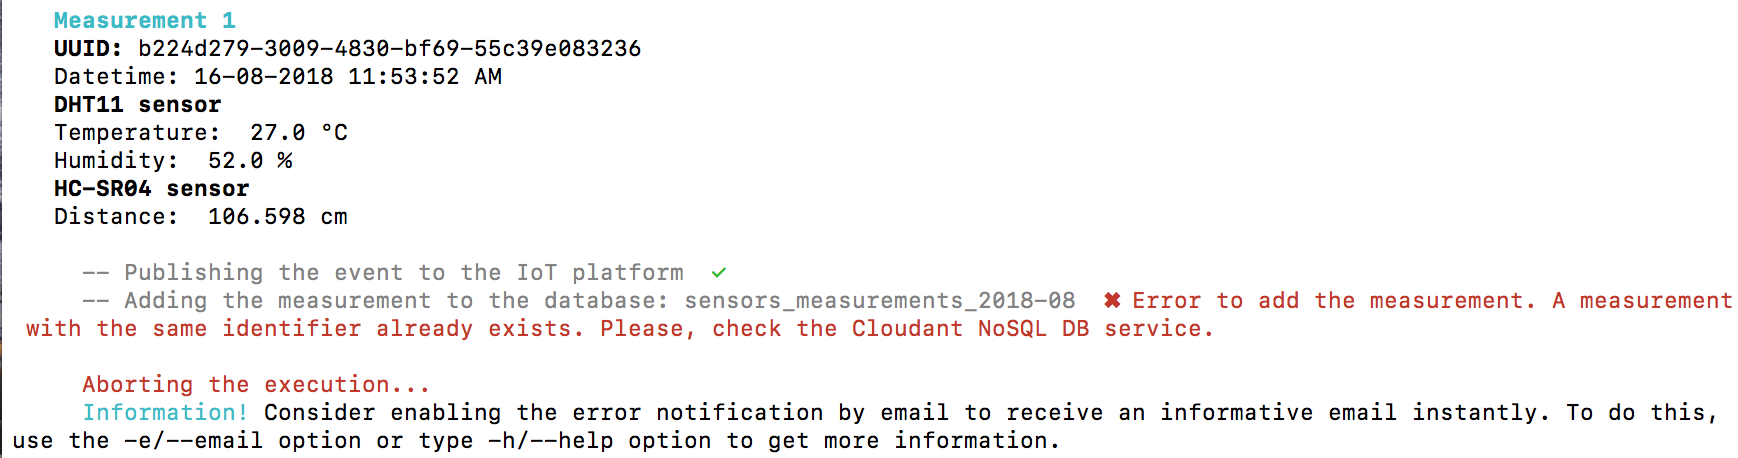 Measurement 1
UUID: b224d279-3009-4830-bf69-55c39e083236
Datetime: 16-08-2018 11:53:52 AM
DHT11 sensor
Temperature:  27.0 °C
Humidity:  52.0 %
HC-SR04 sensor
Distance:  106.598 cm
-- Publishing the event to the IoT platform  ✓
-- Adding the measurement to the database: sensors_measurements_2018-08  ✖ Error to add the measurement. A measurement
with the same identifier already exists. Please, check the Cloudant NoSQL DB service.
Aborting the execution...
Information! Consider enabling the error notification by email to receive an informative email instantly. To do this,
use the -e/--email option or type -h/--help option to get more information.